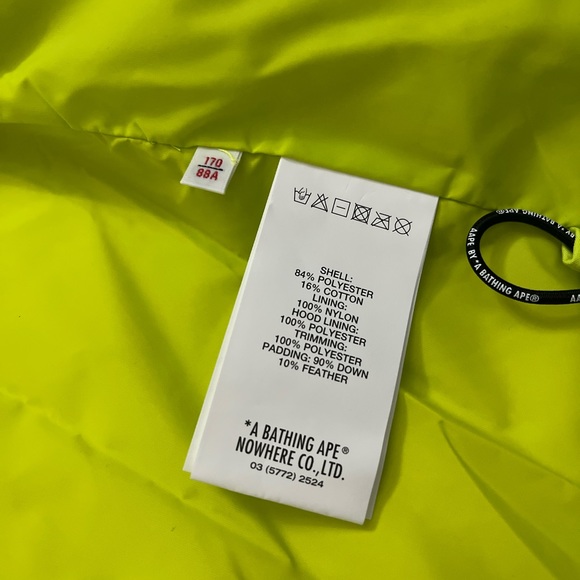 170
88A
SHELL:
84% POLYESTER
16% COTTON
LINING:
100% NYLON
HOOD LINING:
100% POLYESTER
TRIMMING:
100% POLYESTER
PADDING: 90% DOWN
10% FEATHER
*A BATHING APE®
NOWHERE CO., LTD.
03 (5772) 2524
AAPE BY *A BATHING APE®